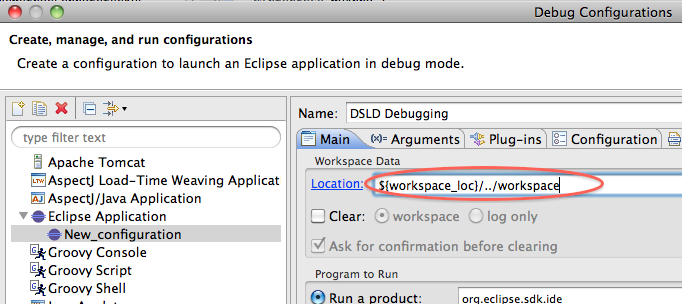 Debug Configurations
Create, manage, and run configurations
Create a configuration to launch an Eclipse application in debug mode.
type filter text
Apache Tomcat
LTW AspectJ Load-Time Weaving Applicat
AJ AspectJ/Java Application
Eclipse Application
New_configuration
Groovy Console
Groovy Script
Groovy Shell
Name: DSLD Debugging
Main (x)= Arguments Plug-ins Configuration
Workspace Data
Location: ${workspace_loc}/../workspace
Clear: workspace log only
Ask for confirmation before clearing
Program to Run
Run a product: org.eclipse.sdk.ide